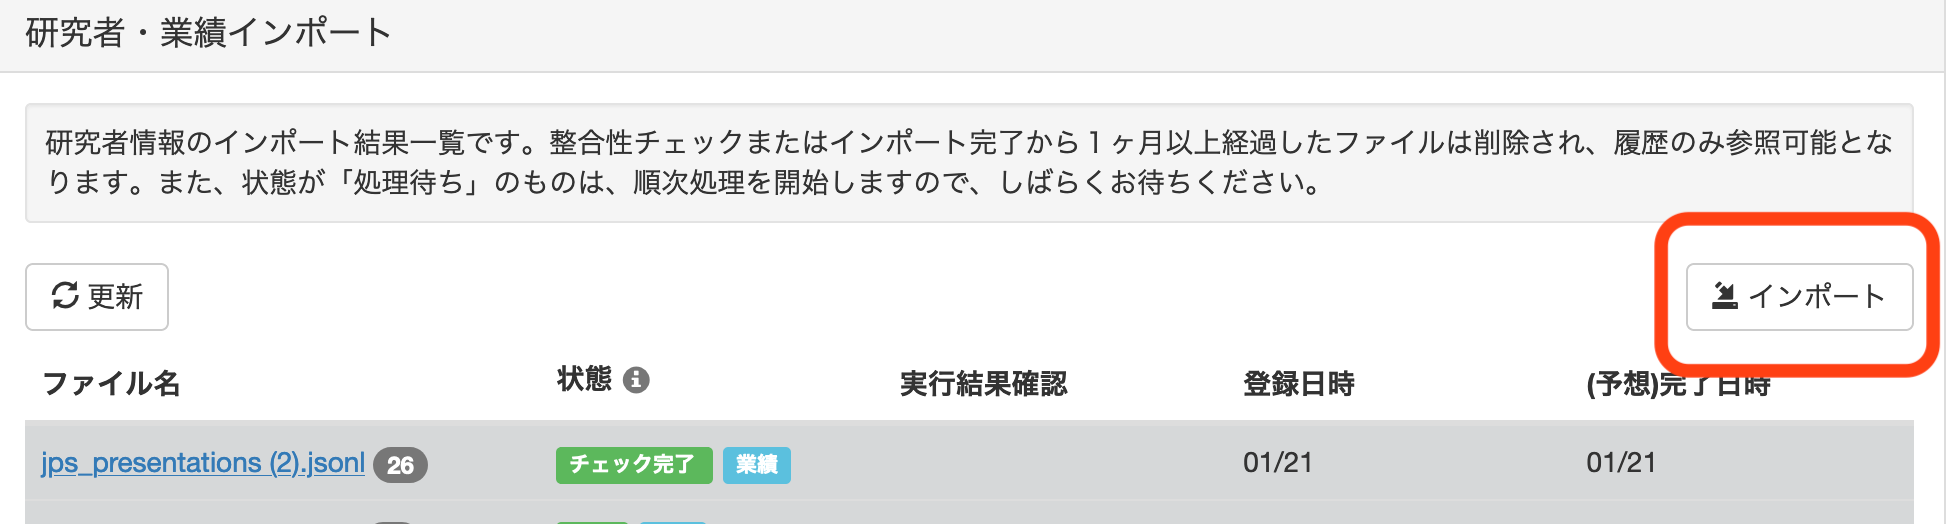 研究者・業績インポート
研究者情報のインポート結果一覧です。整合性チェックまたはインポート完了から１ヶ月以上経過したファイルは削除され、履歴のみ参照可能とな
ります。また、状態が「処理待ち」のものは、順次処理を開始しますので、しばらくお待ちください。
更新 インポート
ファイル名 状態 実行結果確認 登録日時 (予想)完了日時
jps_presentations (2).jsonl 26 チェック完了 業績 01/21 01/21